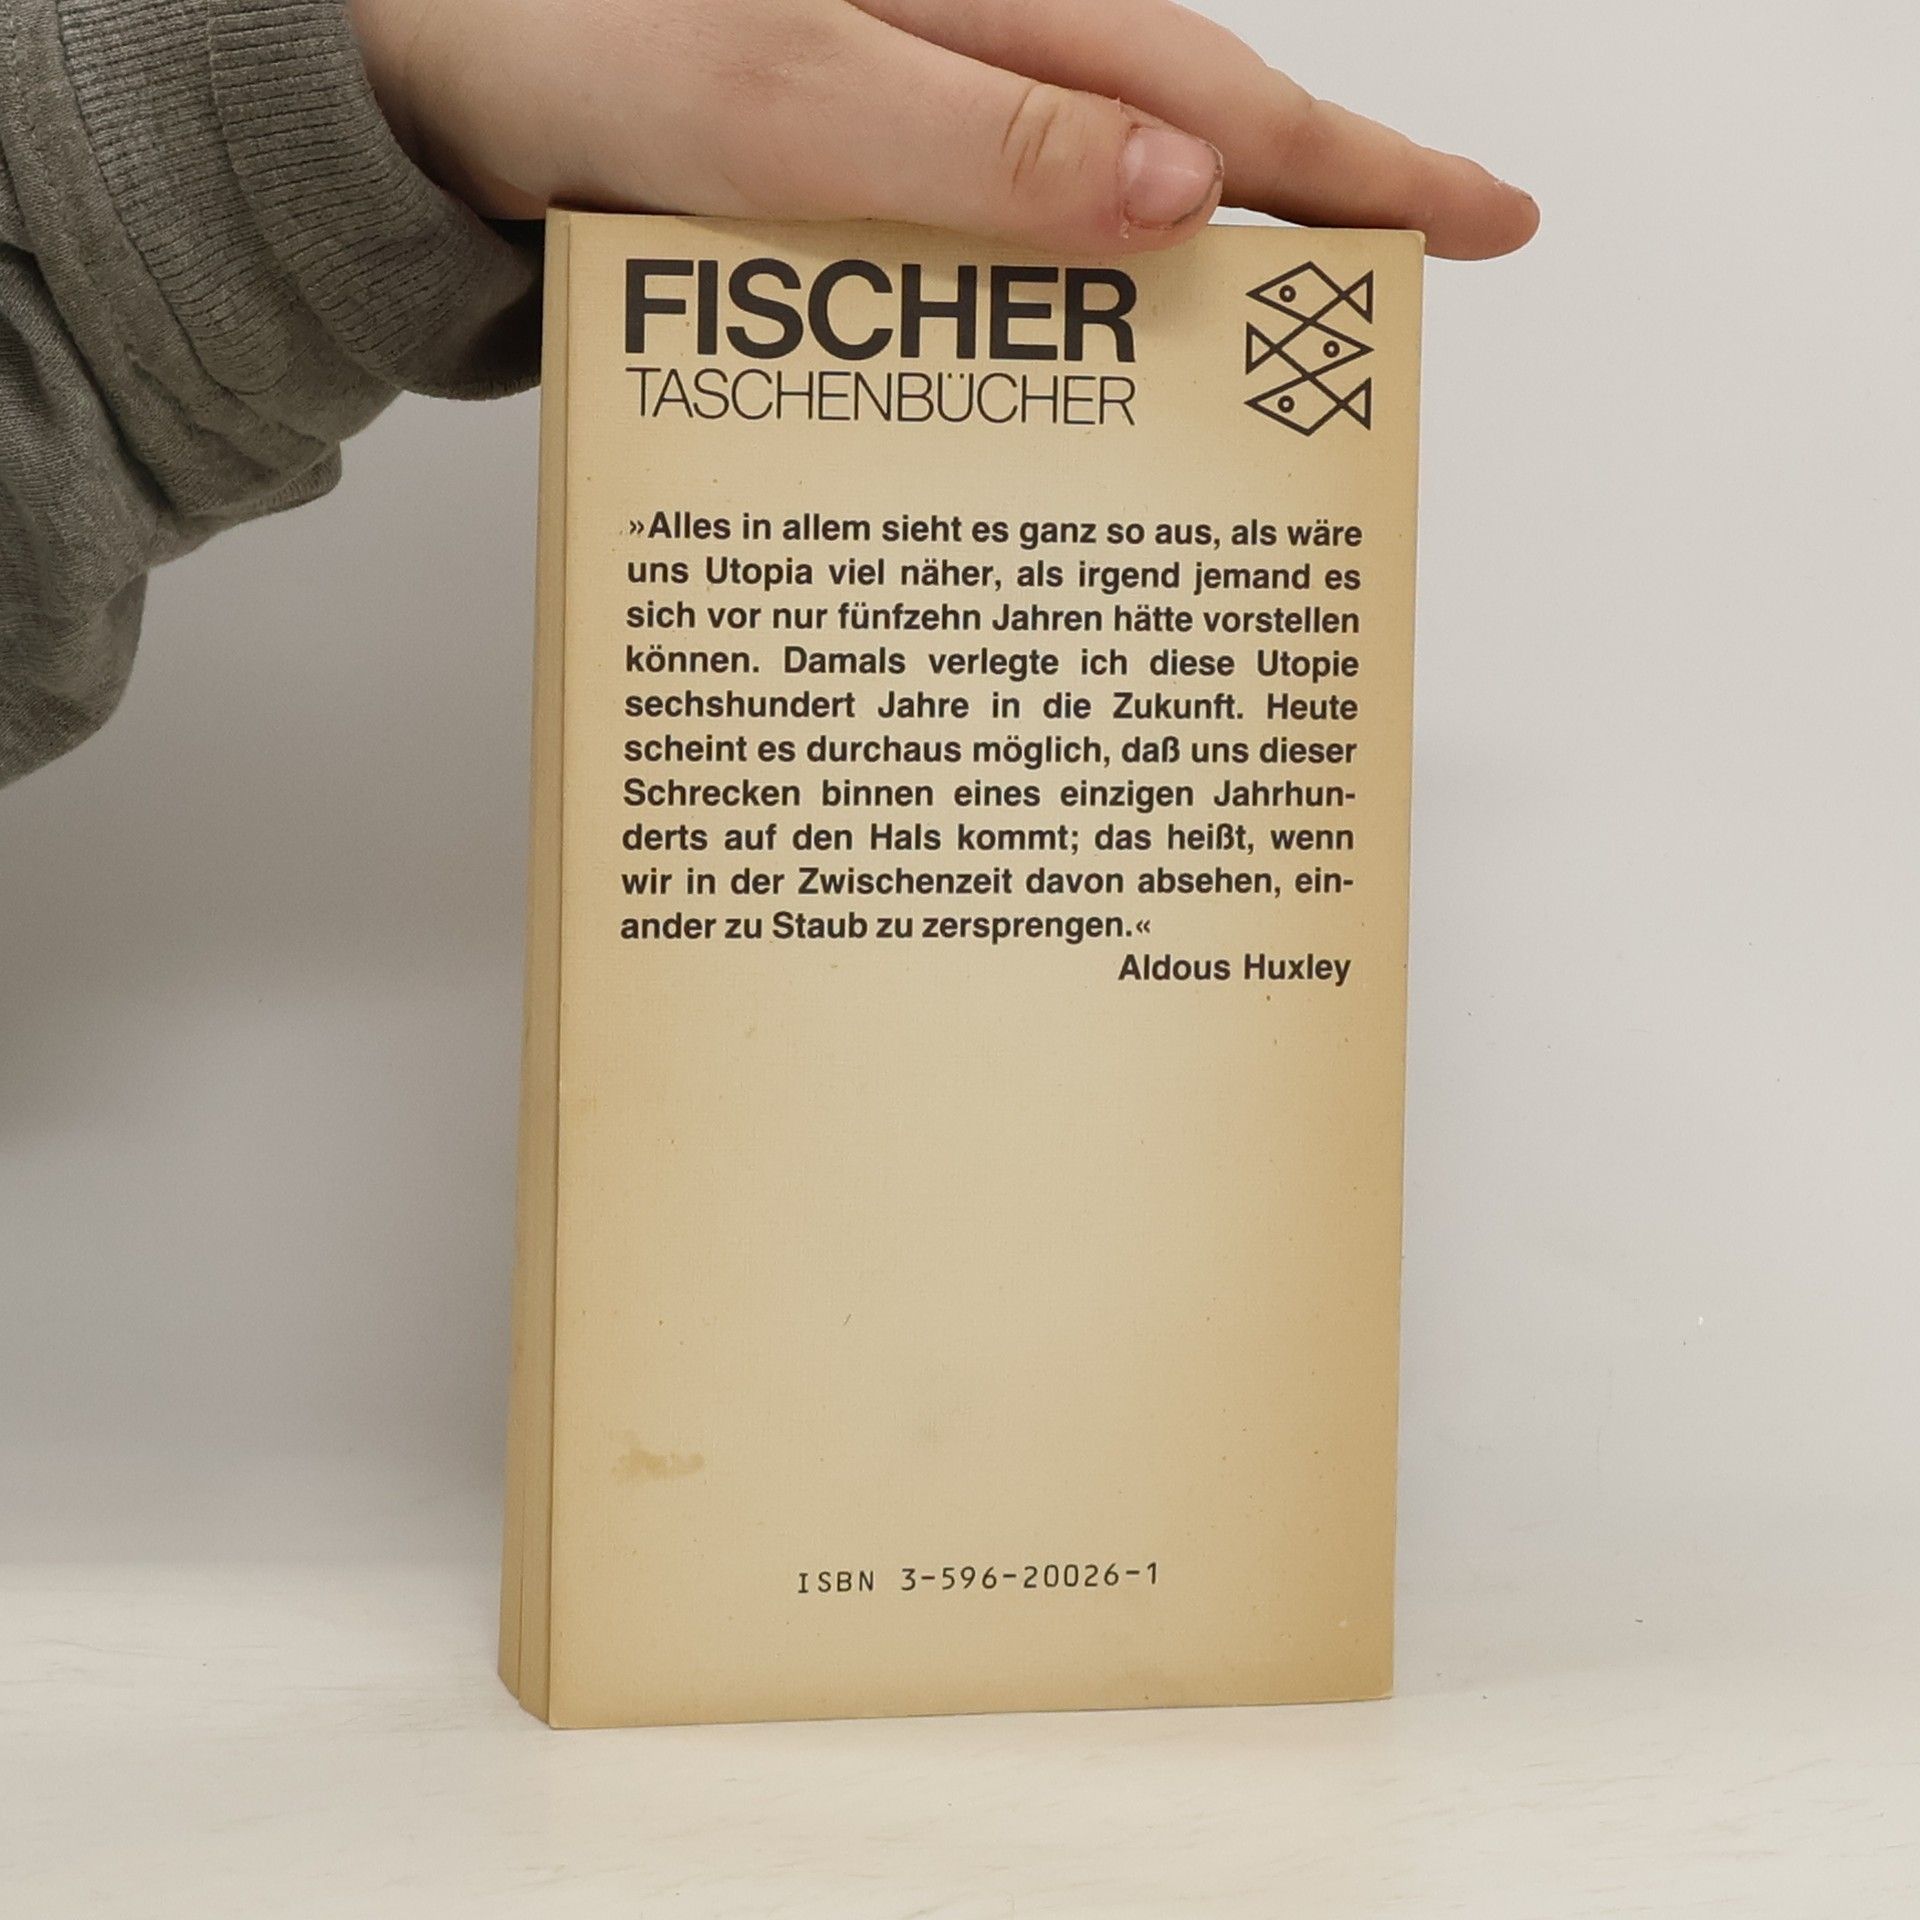 FISCHER
TASCHENBÜCHER
»Alles in allem sieht es ganz so aus, als wäre
uns Utopia viel näher, als irgend jemand es
sich vor nur fünfzehn Jahren hätte vorstellen
können. Damals verlegte ich diese Utopie
sechshundert Jahre in die Zukunft. Heute
scheint es durchaus möglich, daß uns dieser
Schrecken binnen eines einzigen Jahrhun-
derts auf den Hals kommt; das heißt, wenn
wir in der Zwischenzeit davon absehen, ein-
ander zu Staub zu zersprengen.«
Aldous Huxley
ISBN 3-596-20026-1